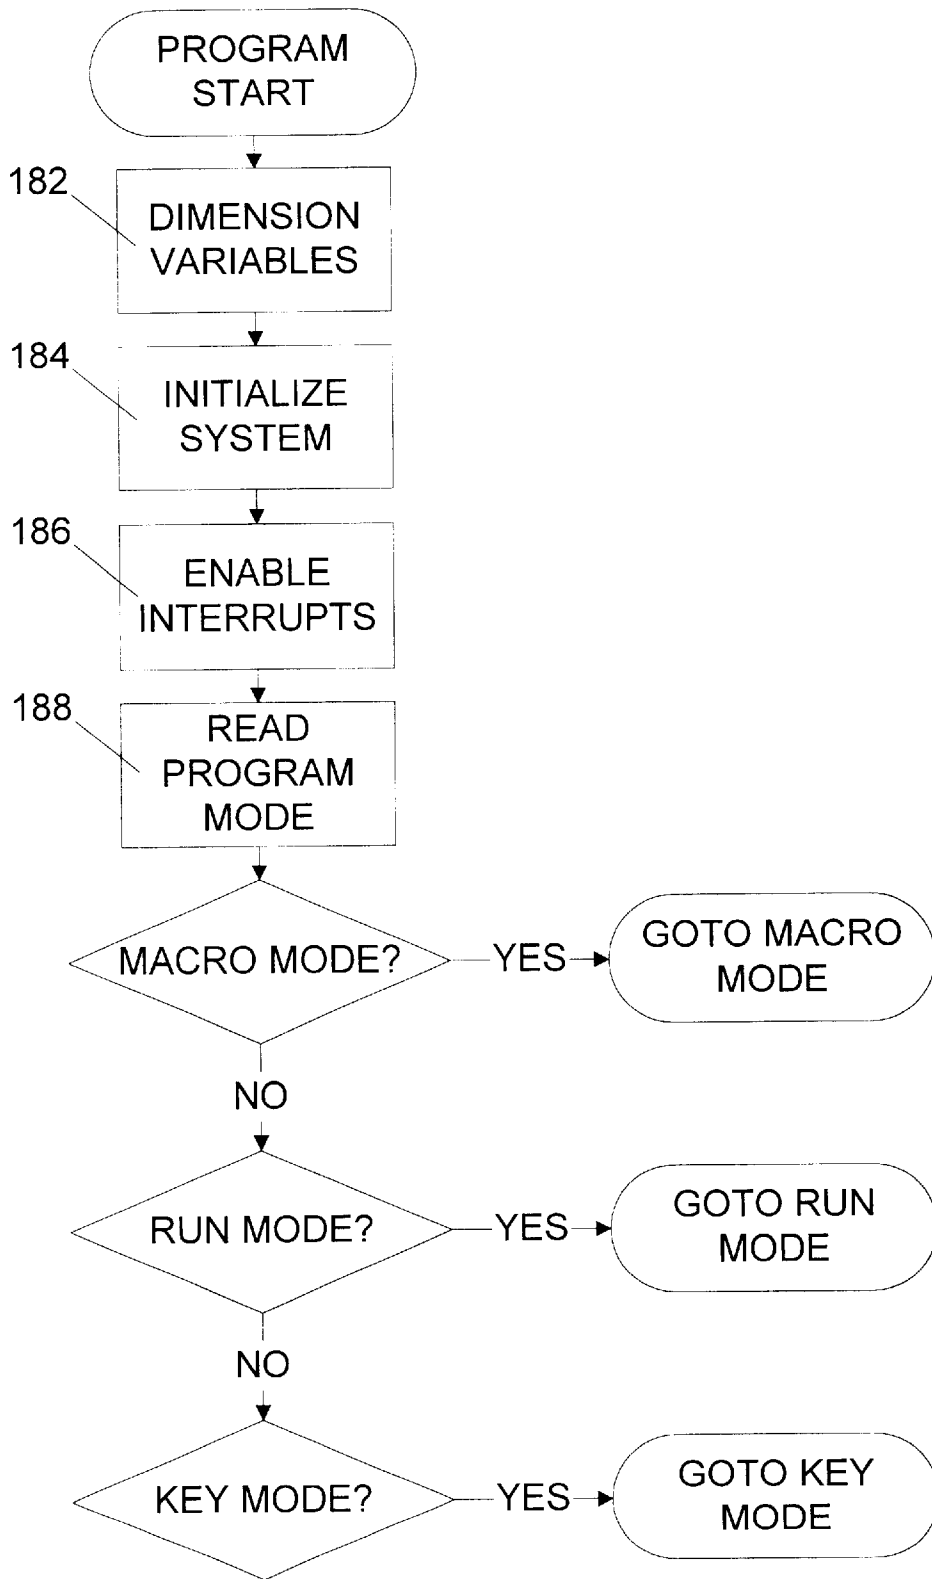 PROGRAM
START
182
DIMENSION
VARIABLES
184
INITIALIZE
SYSTEM
186
ENABLE
INTERRUPTS
188
READ
PROGRAM
MODE
MACRO MODE?
YES
GOTO MACRO
MODE
NO
RUN MODE?
YES
GOTO RUN
MODE
NO
KEY MODE?
YES
GOTO KEY
MODE